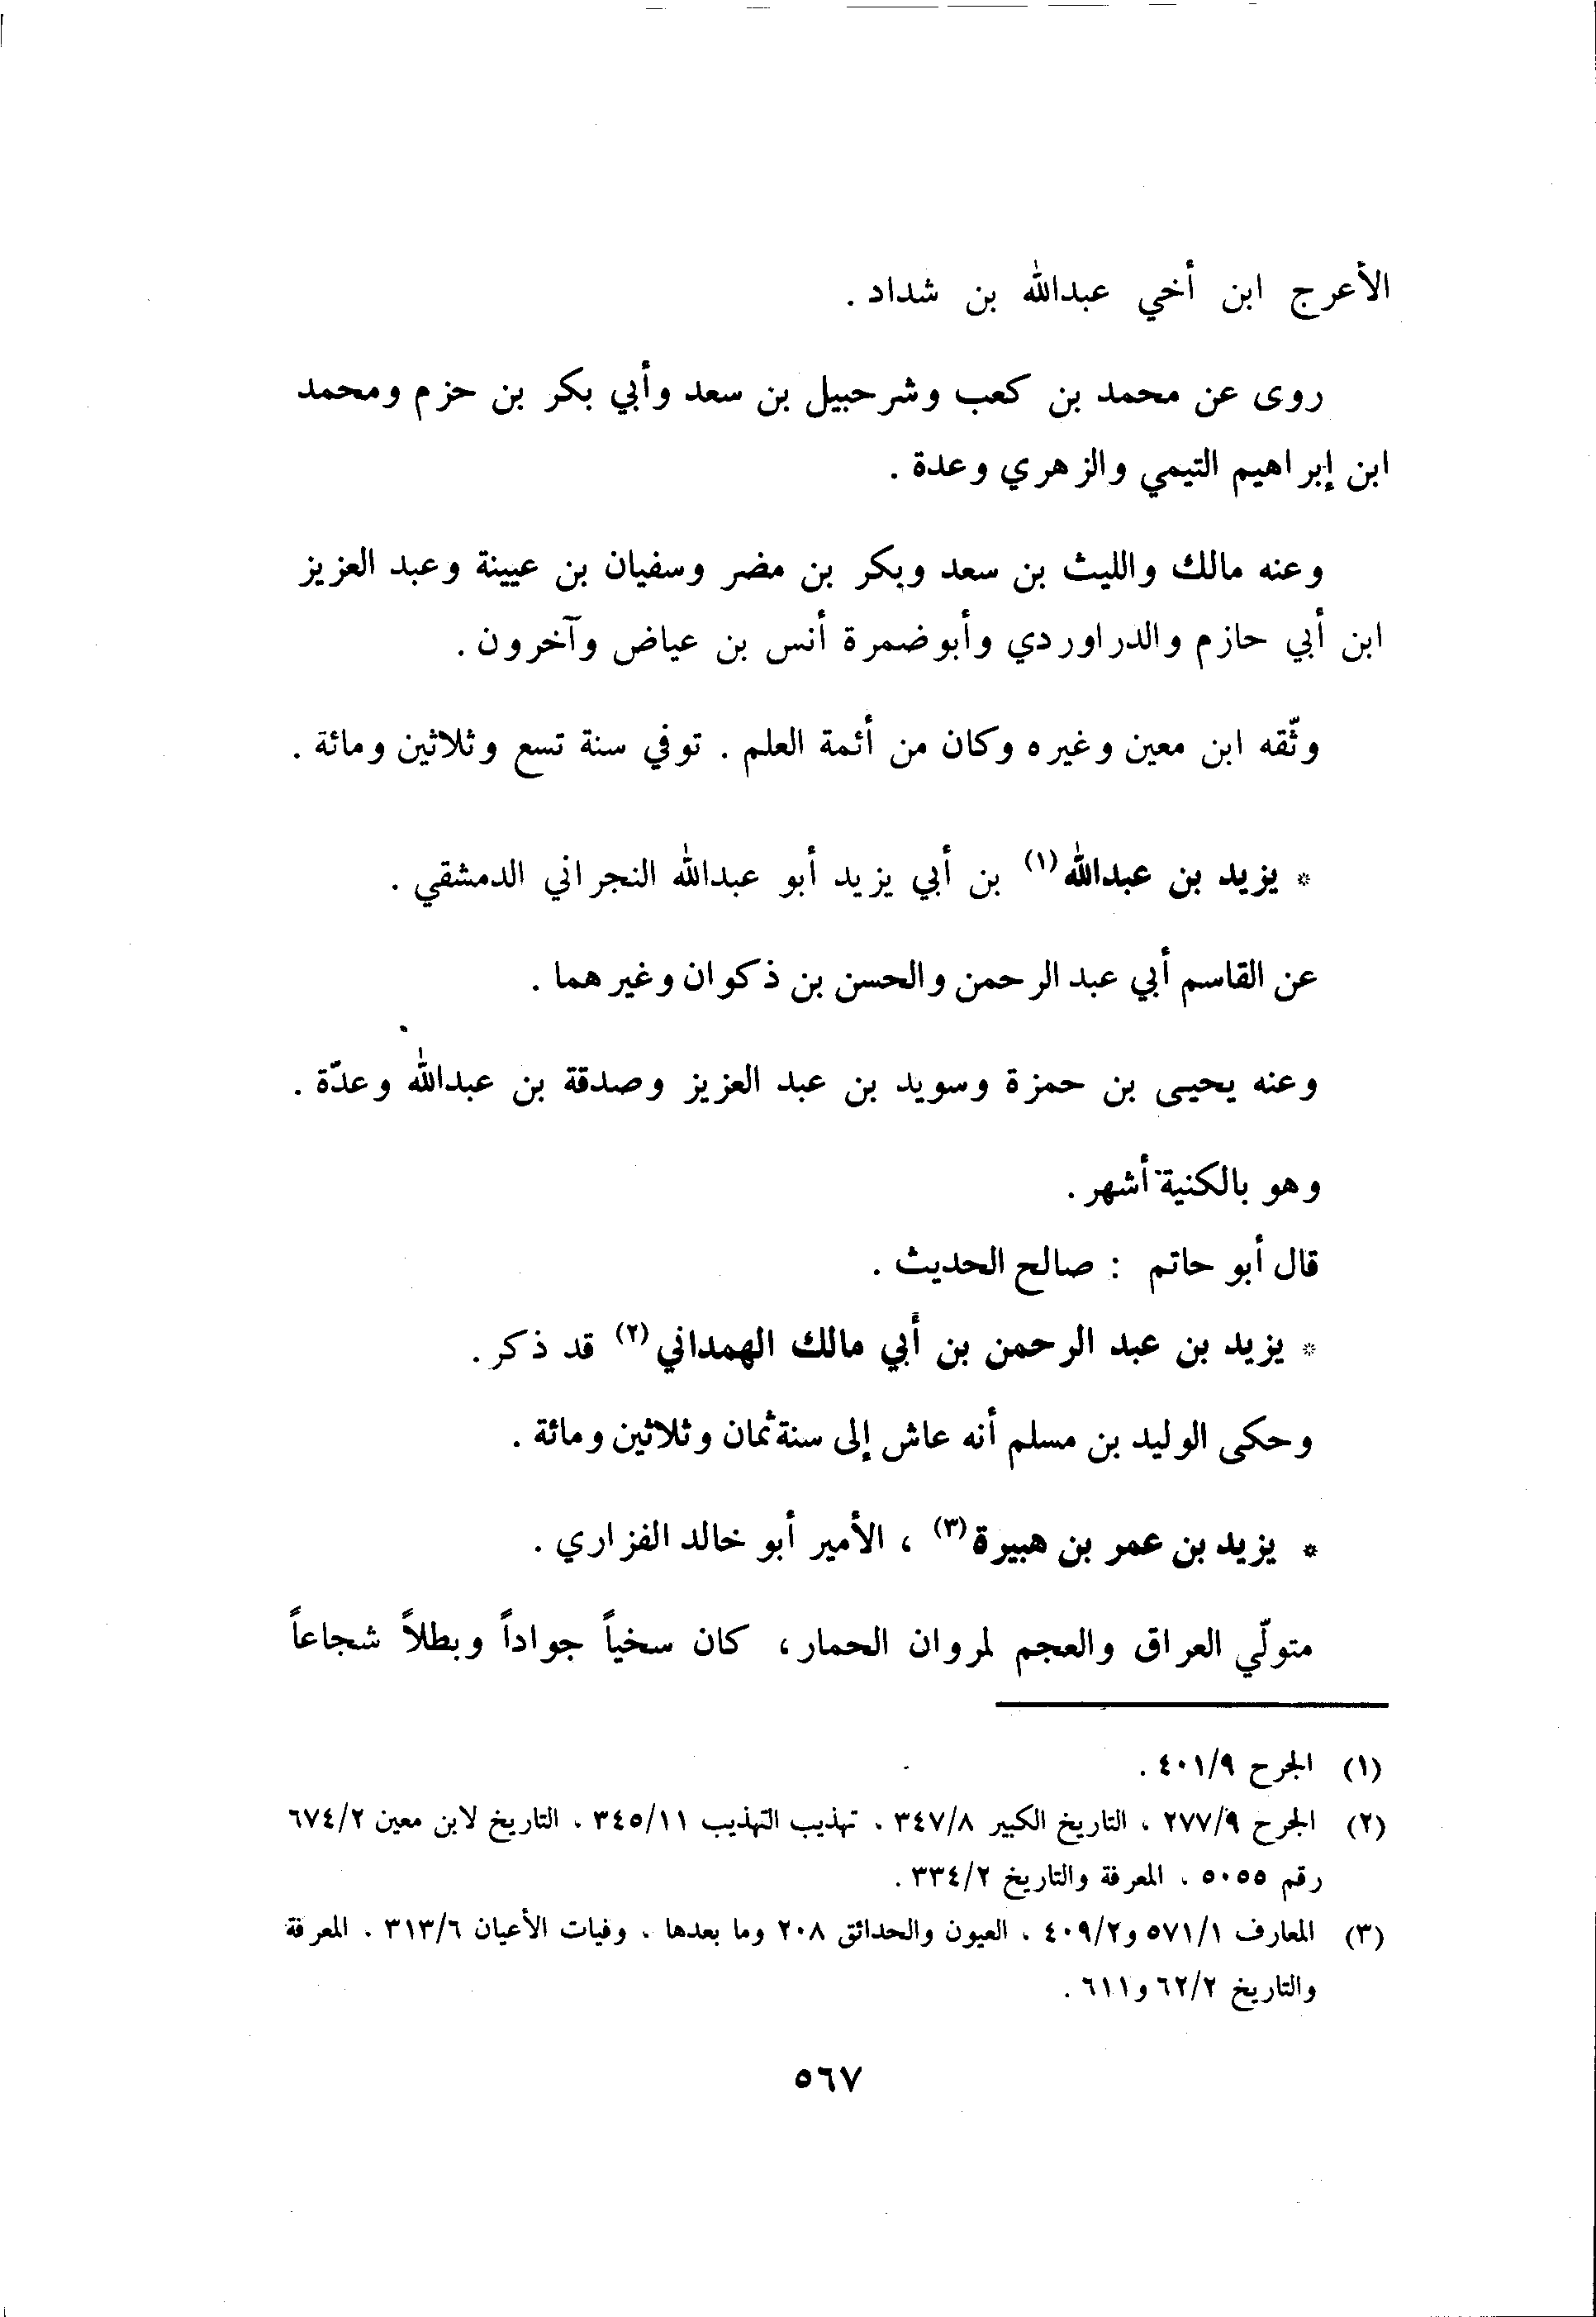 الأعرج ابن أخي عبدالله بن شداد .
روى عن محمد بن كعب وشرحبيل بن سعد وأبي بكر بن حزم ومحمد
ابن إبراهيم التيمي والزهري وعدة .
وعنه مالك والليث بن سعد وبكر بن مضر وسفيان بن عيينة وعبد العزيز
ابن أبي حازم والدراوردي وأبوضمرة أنس بن عياض وآخرون .
وثّقه ابن معين وغيره وكان من أئمة العلم . توفي سنة تسع وثلاثين ومائة .
* يزيد بن عبدالله (١) بن أبي يزيد أبو عبدالله النجراني الدمشقي .
عن القاسم أبي عبد الرحمن والحسن بن ذكوان وغيرهما .
وعنه يحيى بن حمزة وسويد بن عبد العزيز وصدقة بن عبدالله وعدّة .
وهو بالكنية أشهر .
قال أبو حاتم : صالح الحديث .
* يزيد بن عبد الرحمن بن أبي مالك الهمداني (٢) قد ذكر .
وحكى الوليد بن مسلم أنه عاش إلى سنة ثمان وثلاثين ومائة .
* يزيد بن عمر بن هبيرة (٣) ، الأمير أبو خالد الفزاري .
متولّي العراق والعجم لمروان الحمار ، كان سخياً جواداً وبطلاً شجاعاً
(١) الجرح ٤٠١/٩ .
(٢) الجرح ٢٧٧/٩ ، التاريخ الكبير ٣٤٧/٨ . تهذيب التهذيب ٣٤٥/١١ . التاريخ لابن معين ٦٧٤/٢
رقم ٥٠٥٥ . المعرفة والتاريخ ٣٣٤/٢ .
(٣) المعارف ٥٧١/١ و٤٠٩/٢ . العيون والحدائق ٢٠٨ وما بعدها . وفيات الأعيان ٣١٣/٦ . المعرفة
والتاريخ ٦٢/٢ و٦١١ .
٥٦٧